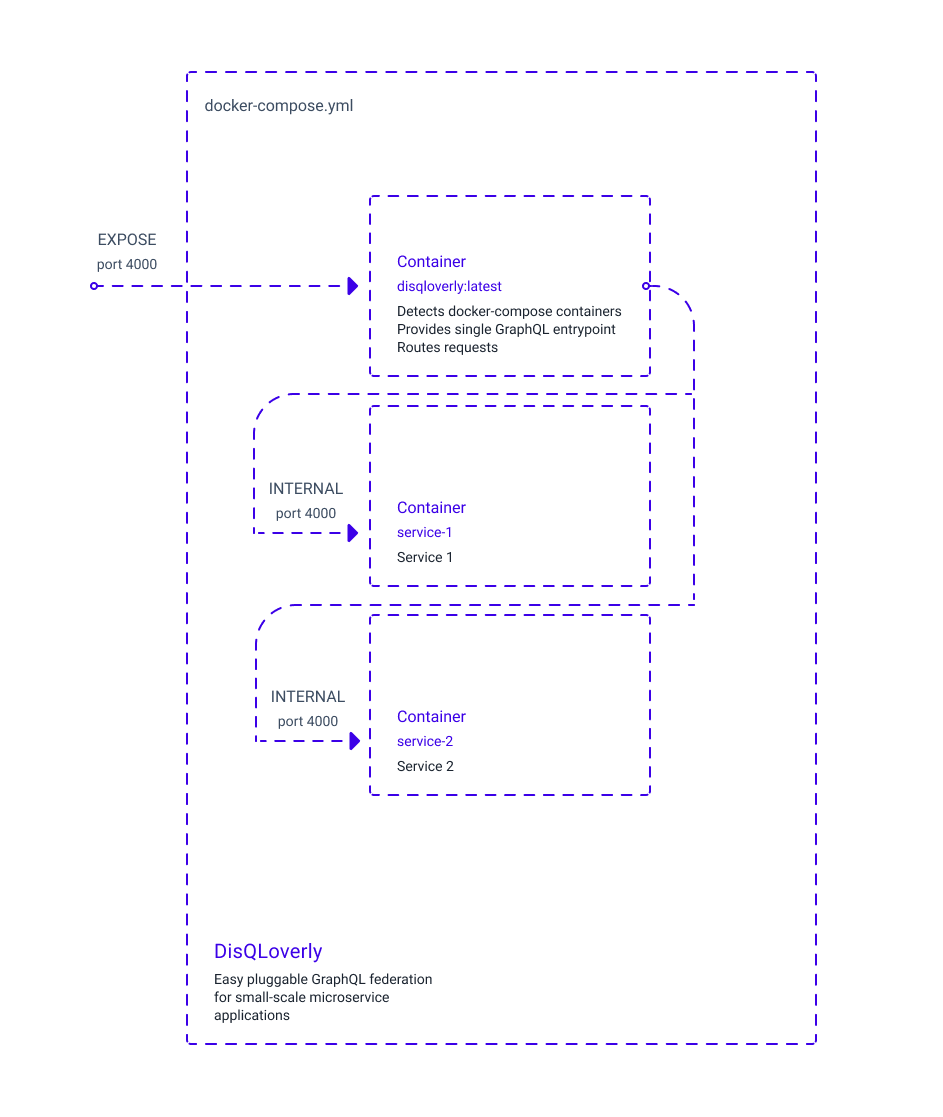 docker-compose.yml
EXPOSE
port 4000
Container
disqloverly:latest
Detects docker-compose containers
Provides single GraphQL entrypoint
Routes requests
INTERNAL
port 4000
Container
service-1
Service 1
INTERNAL
port 4000
Container
service-2
Service 2
DisQLoverly
Easy pluggable GraphQL federation
for small-scale microservice
applications